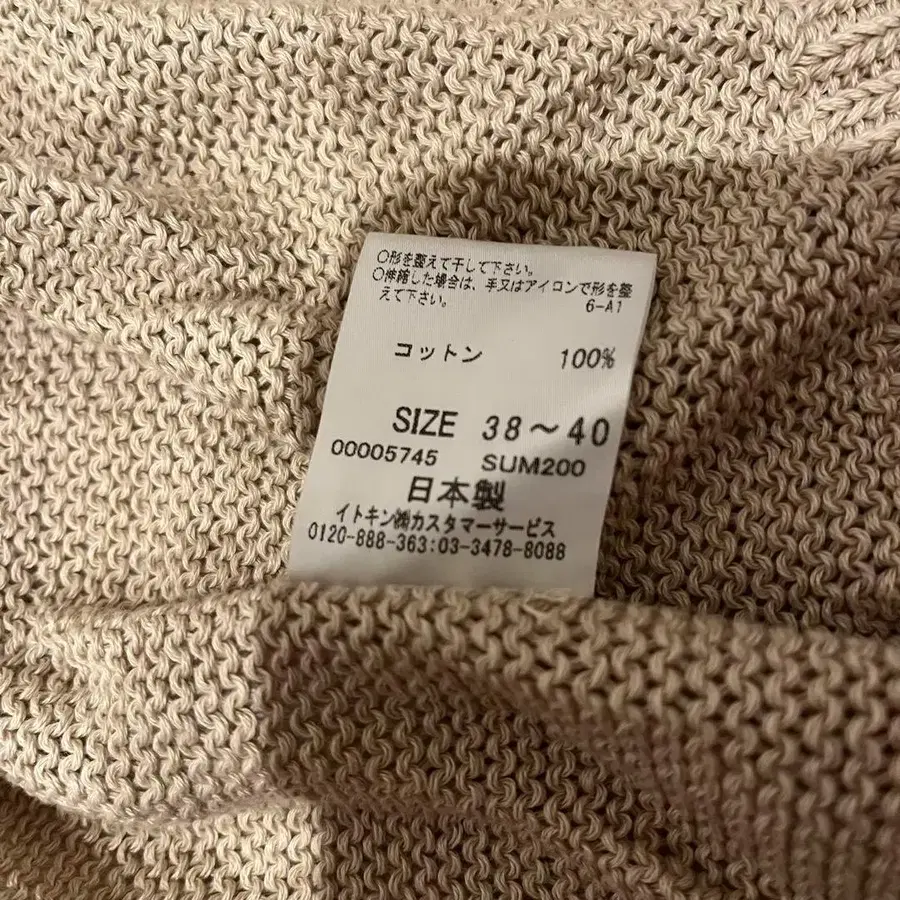 ○形を整えて干して下さい。
○伸縮した場合は、手又はアイロンで形を整
えて下さい。
6-A1
コットン 100%
SIZE 38～40
00005745 SUM200
日本製
イトキン㈱カスタマーサービス
0120-888-363:03-3478-8088